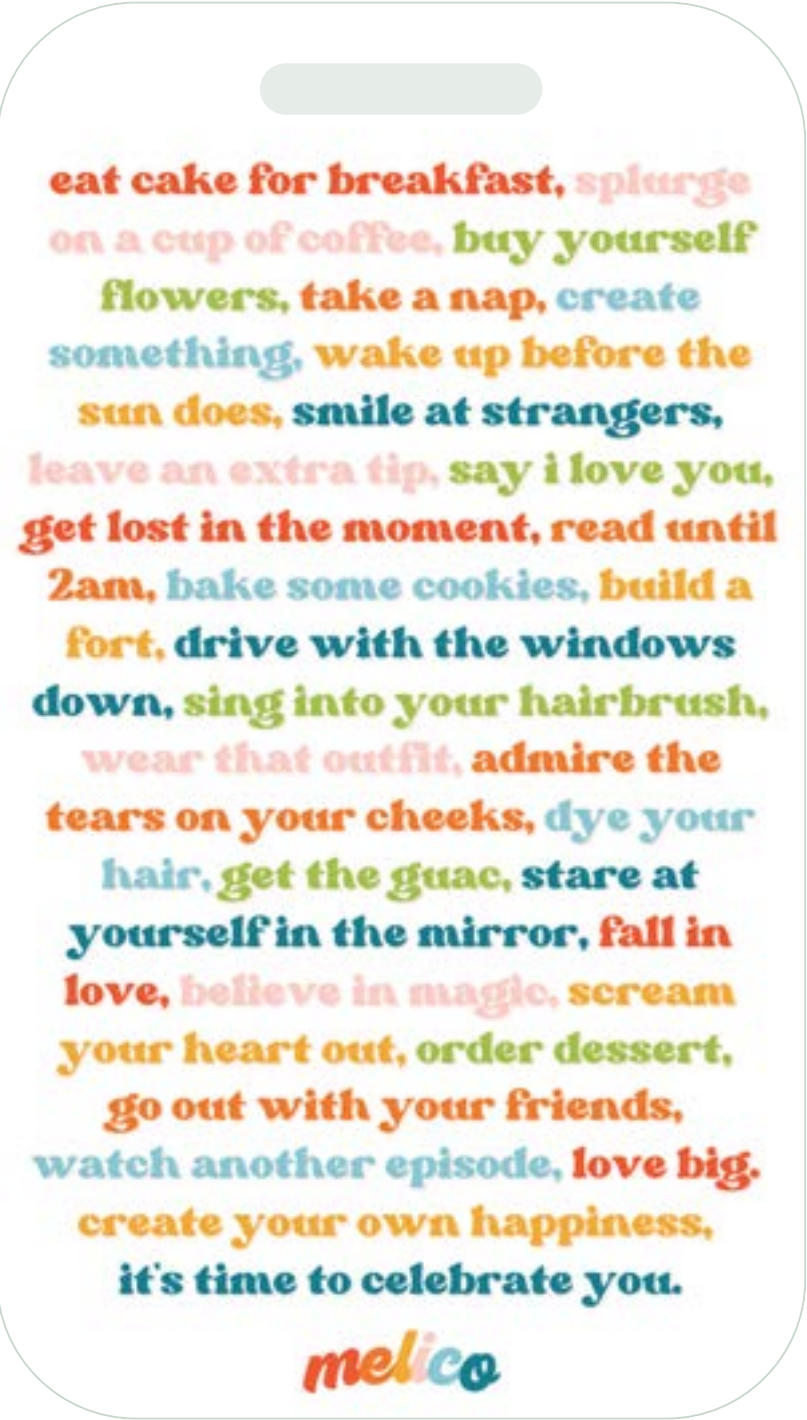 eat cake for breakfast, splurge
on a cup of coffee, buy yourself
flowers, take a nap, create
something, wake up before the
sun does, smile at strangers,
leave an extra tip, say i love you,
get lost in the moment, read until
2am, bake some cookies, build a
fort, drive with the windows
down, sing into your hairbrush,
wear that outfit, admire the
tears on your cheeks, dye your
hair, get the guac, stare at
yourself in the mirror, fall in
love, believe in magic, scream
your heart out, order dessert,
go out with your friends,
watch another episode, love big.
create your own happiness,
it's time to celebrate you.
melico